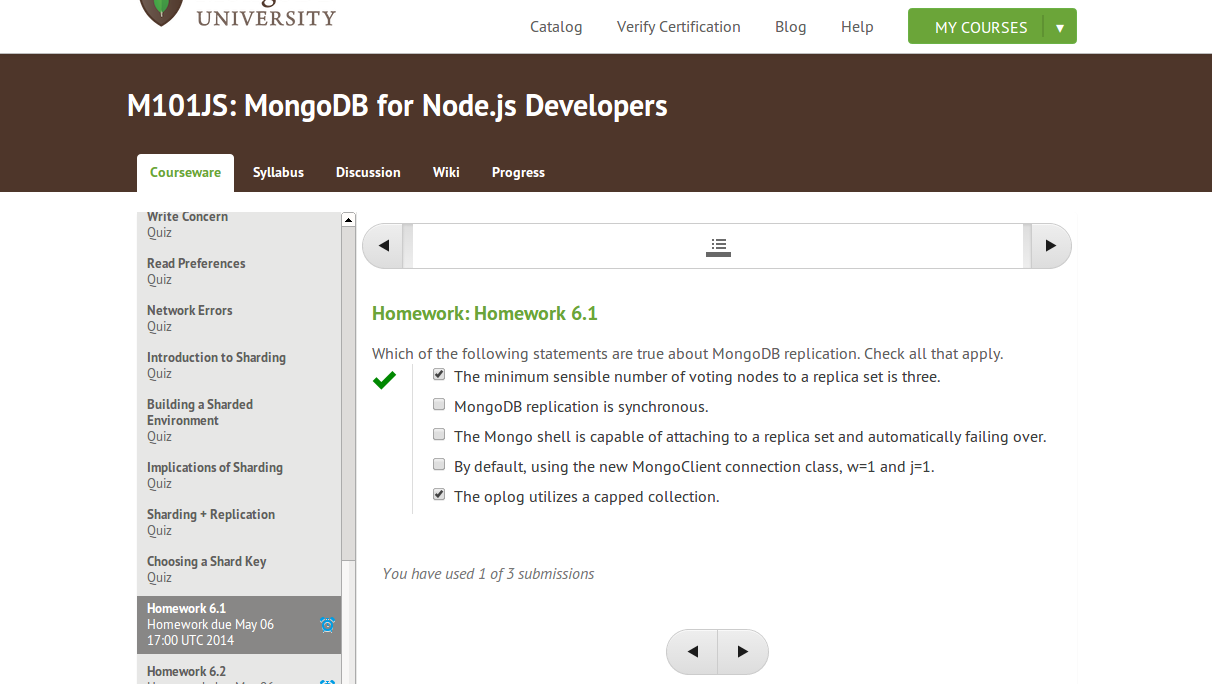 UNIVERSITY
Catalog
Verify Certification
Blog
Help
MY COURSES
M101JS: MongoDB for Node.js Developers
Courseware
Syllabus
Discussion
Wiki
Progress
Write Concern
Quiz
Read Preferences
Quiz
Network Errors
Quiz
Introduction to Sharding
Quiz
Building a Sharded
Environment
Quiz
Implications of Sharding
Quiz
Sharding + Replication
Quiz
Choosing a Shard Key
Quiz
Homework 6.1
Homework due May 06
17:00 UTC 2014
Homework 6.2
Homework: Homework 6.1
Which of the following statements are true about MongoDB replication. Check all that apply.
The minimum sensible number of voting nodes to a replica set is three.
MongoDB replication is synchronous.
The Mongo shell is capable of attaching to a replica set and automatically failing over.
By default, using the new MongoClient connection class, w=1 and j=1.
The oplog utilizes a capped collection.
You have used 1 of 3 submissions